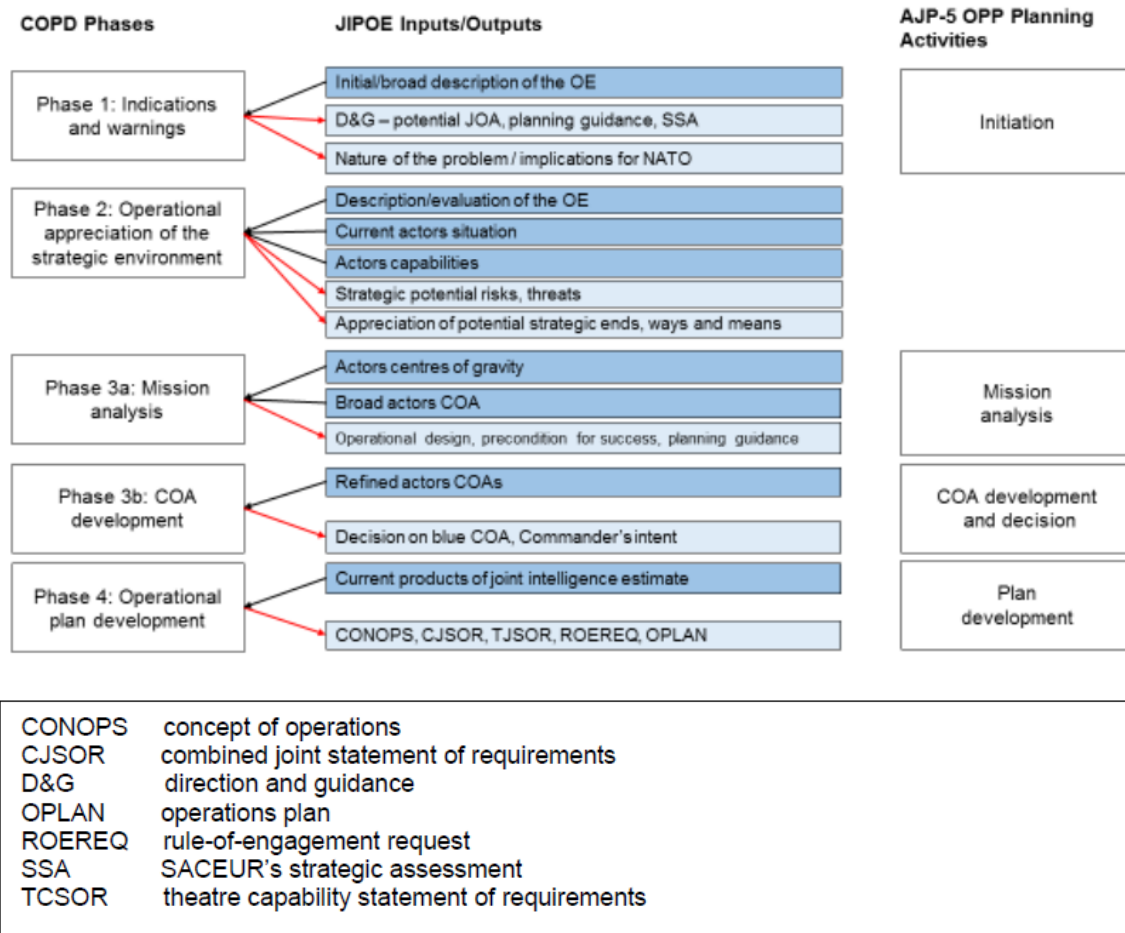 COPD Phases
JIPOE Inputs/Outputs
AJP-5 OPP Planning
Activities
Phase 1: Indications
and warnings
Initial/broad description of the OE
D&G – potential JOA, planning guidance, SSA
Nature of the problem / implications for NATO
Initiation
Phase 2: Operational
appreciation of the
strategic environment
Description/evaluation of the OE
Current actors situation
Actors capabilities
Strategic potential risks, threats
Appreciation of potential strategic ends, ways and means
Phase 3a: Mission
analysis
Actors centres of gravity
Broad actors COA
Operational design, precondition for success, planning guidance
Mission
analysis
Phase 3b: COA
development
Refined actors COAs
Decision on blue COA, Commander's intent
COA development
and decision
Phase 4: Operational
plan development
Current products of joint intelligence estimate
CONOPS, CJSOR, TJSOR, ROEREQ, OPLAN
Plan
development
CONOPS concept of operations
CJSOR combined joint statement of requirements
D&G direction and guidance
OPLAN operations plan
ROEREQ rule-of-engagement request
SSA SACEUR's strategic assessment
TCSOR theatre capability statement of requirements